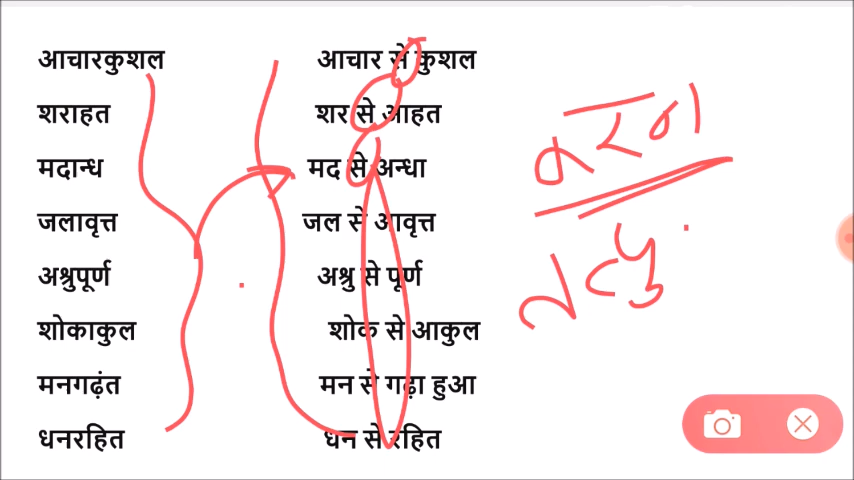 आचारकुशल आचार से कुशल
शराहत शर से आहत
मदान्ध मद से अन्धा
जलावृत्त जल से आवृत्त
अश्रुपूर्ण अश्रु से पूर्ण
शोकाकुल शोक से आकुल
मनगढ़ंत मन से गढ़ा हुआ
धनरहित धन से रहित